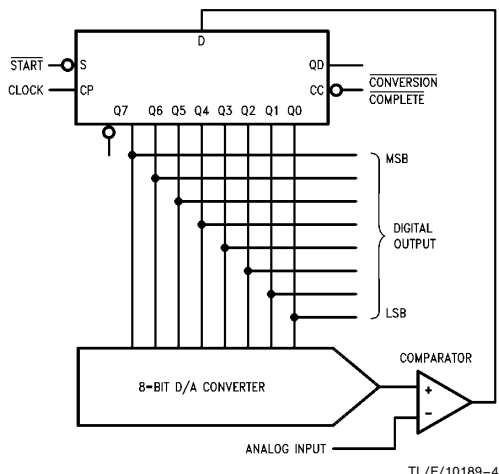 D
START
S
QD
CONVERSION
CLOCK
CP
CC
COMPLETE
Q7 Q6 Q5 Q4 Q3 Q2 Q1 Q0
MSB
DIGITAL
OUTPUT
LSB
COMPARATOR
8-BIT D/A CONVERTER
+
−
ANALOG INPUT
TL/F/10189-4